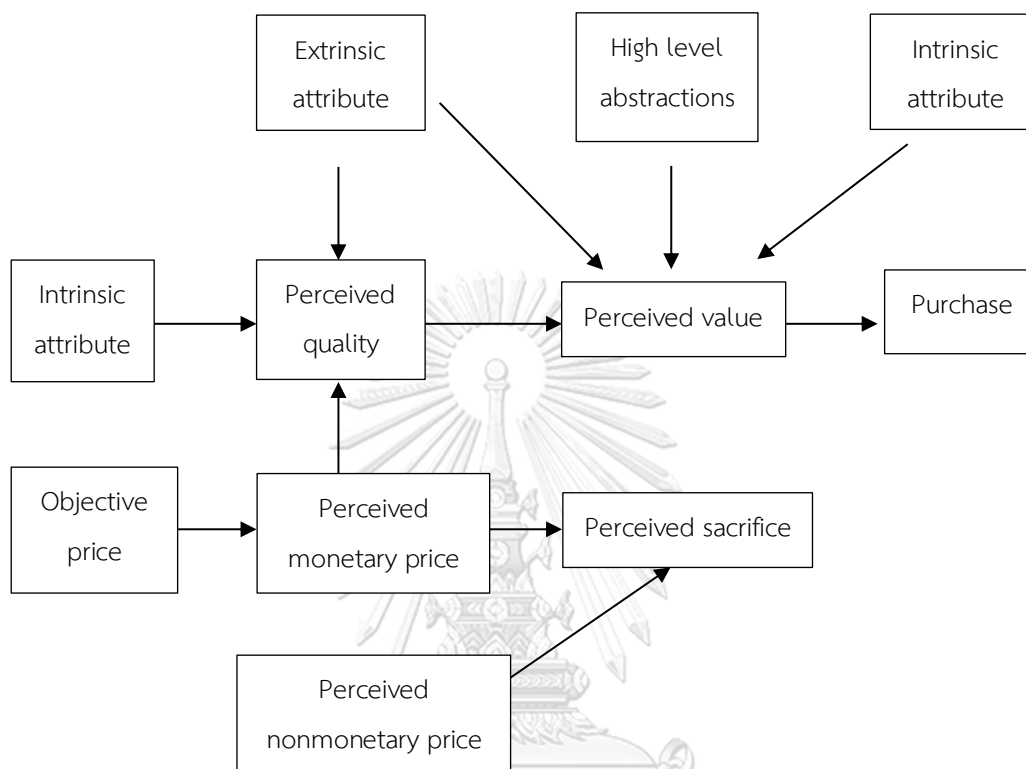 Extrinsic
attribute
High level
abstractions
Intrinsic
attribute
Intrinsic
attribute
Perceived
quality
Perceived value
Purchase
Objective
price
Perceived
monetary price
Perceived sacrifice
Perceived
nonmonetary price